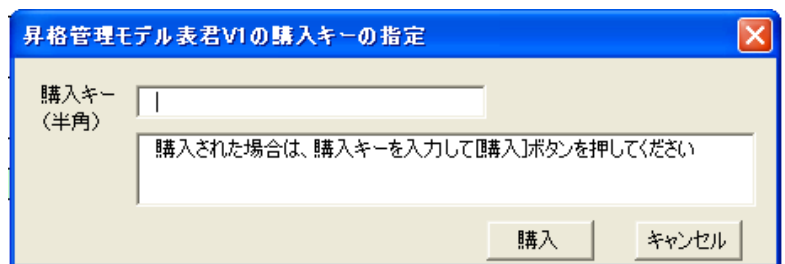 昇格管理モデル表君V1の購入キーの指定
購入キー
(半角)
購入された場合は、購入キーを入力して[購入]ボタンを押してください
購入
キャンセル